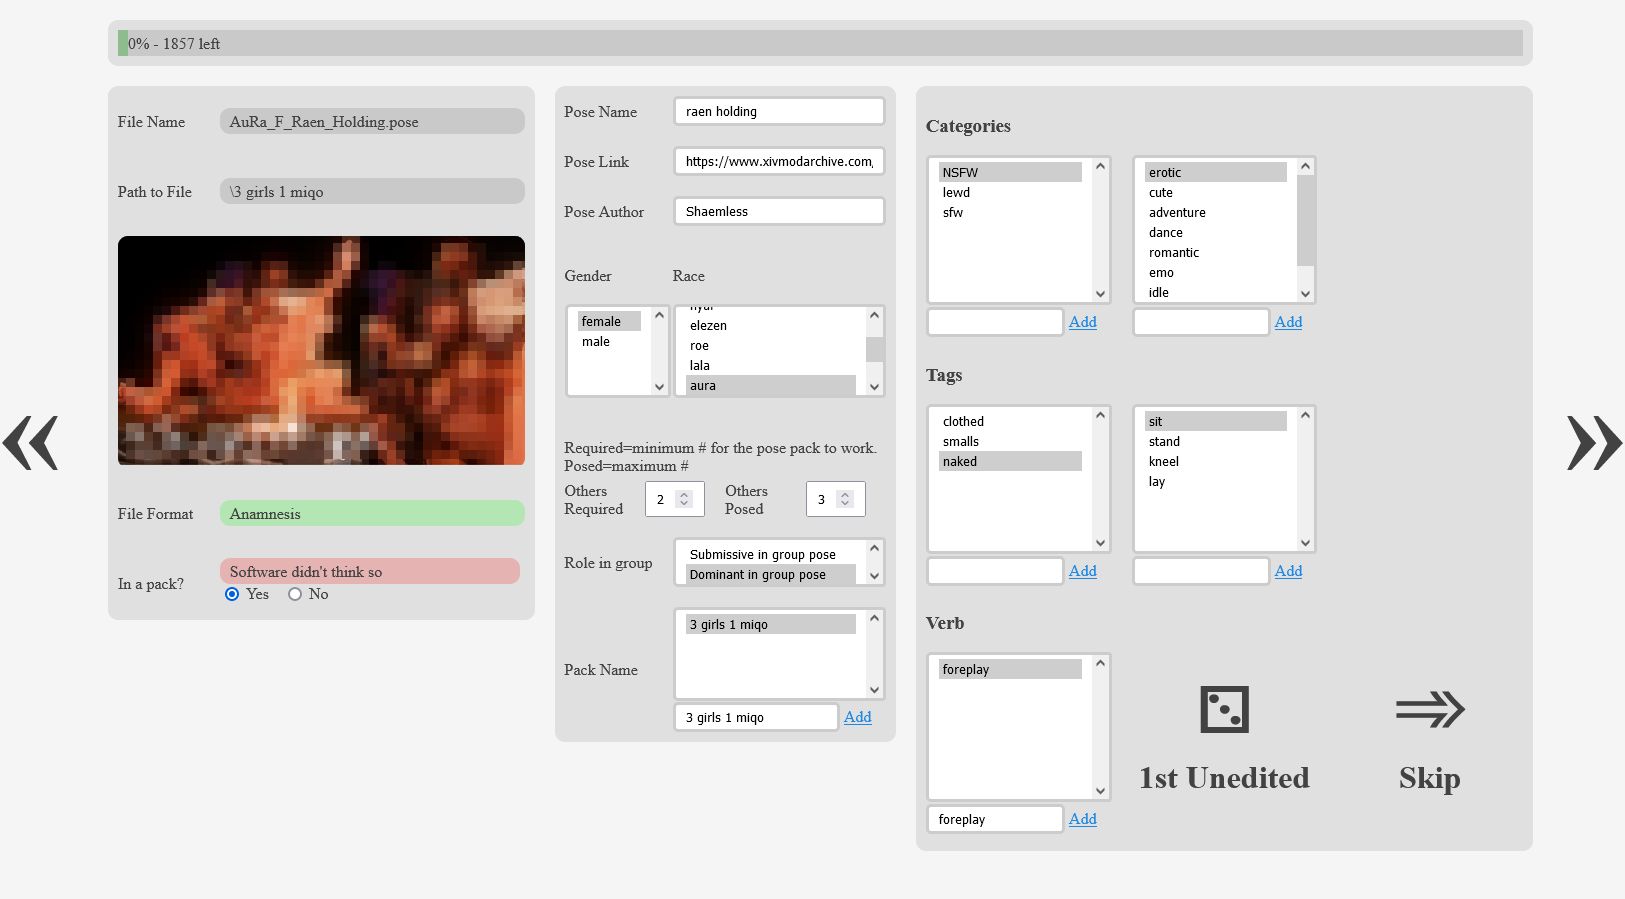 0% - 1857 left
File Name
AuRa_F_Raen_Holding.pose
Path to File
\3 girls 1 miqo
File Format
Anamnesis
In a pack?
Software didn't think so
Yes
No
Pose Name
raen holding
Pose Link
https://www.xivmodarchive.com,
Pose Author
Shaemless
Gender
Race
female
male
elezen
roe
lala
aura
Required=minimum # for the pose pack to work.
Posed=maximum #
Others
Required
2
Others
Posed
3
Role in group
Submissive in group pose
Dominant in group pose
Pack Name
3 girls 1 miqo
3 girls 1 miqo
Add
Categories
NSFW
lewd
sfw
Add
erotic
cute
adventure
dance
romantic
emo
idle
Add
Tags
clothed
smalls
naked
Add
sit
stand
kneel
lay
Add
Verb
foreplay
foreplay
Add
1st Unedited
Skip